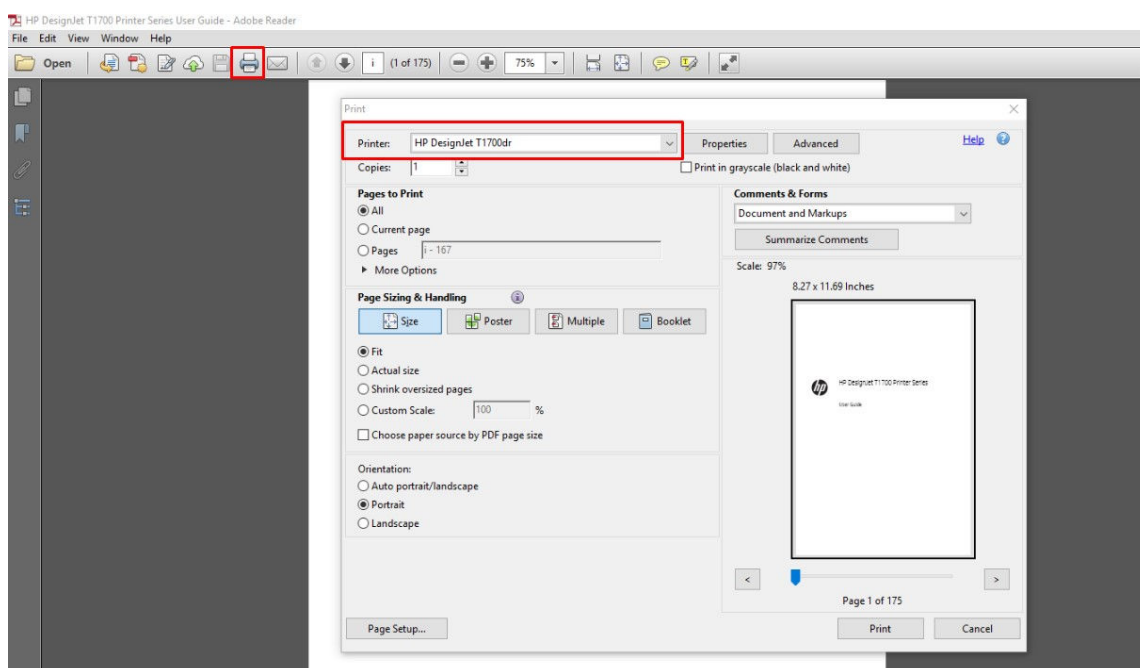 HP DesignJet T1700 Printer Series User Guide - Adobe Reader
File Edit View Window Help
Open i (1 of 175) 75%
Print
Printer: HP DesignJet T1700dr Properties Advanced Help
Copies: 1 Print in grayscale (black and white)
Pages to Print
All
Current page
Pages i - 167
More Options
Comments & Forms
Document and Markups
Summarize Comments
Page Sizing & Handling
Size Poster Multiple Booklet
Fit
Actual size
Shrink oversized pages
Custom Scale: 100 %
Choose paper source by PDF page size
Orientation:
Auto portrait/landscape
Portrait
Landscape
Scale: 97%
8.27 x 11.69 Inches
hp
HP DesignJet T1700 Printer Series
User Guide
< >
Page 1 of 175
Page Setup... Print Cancel